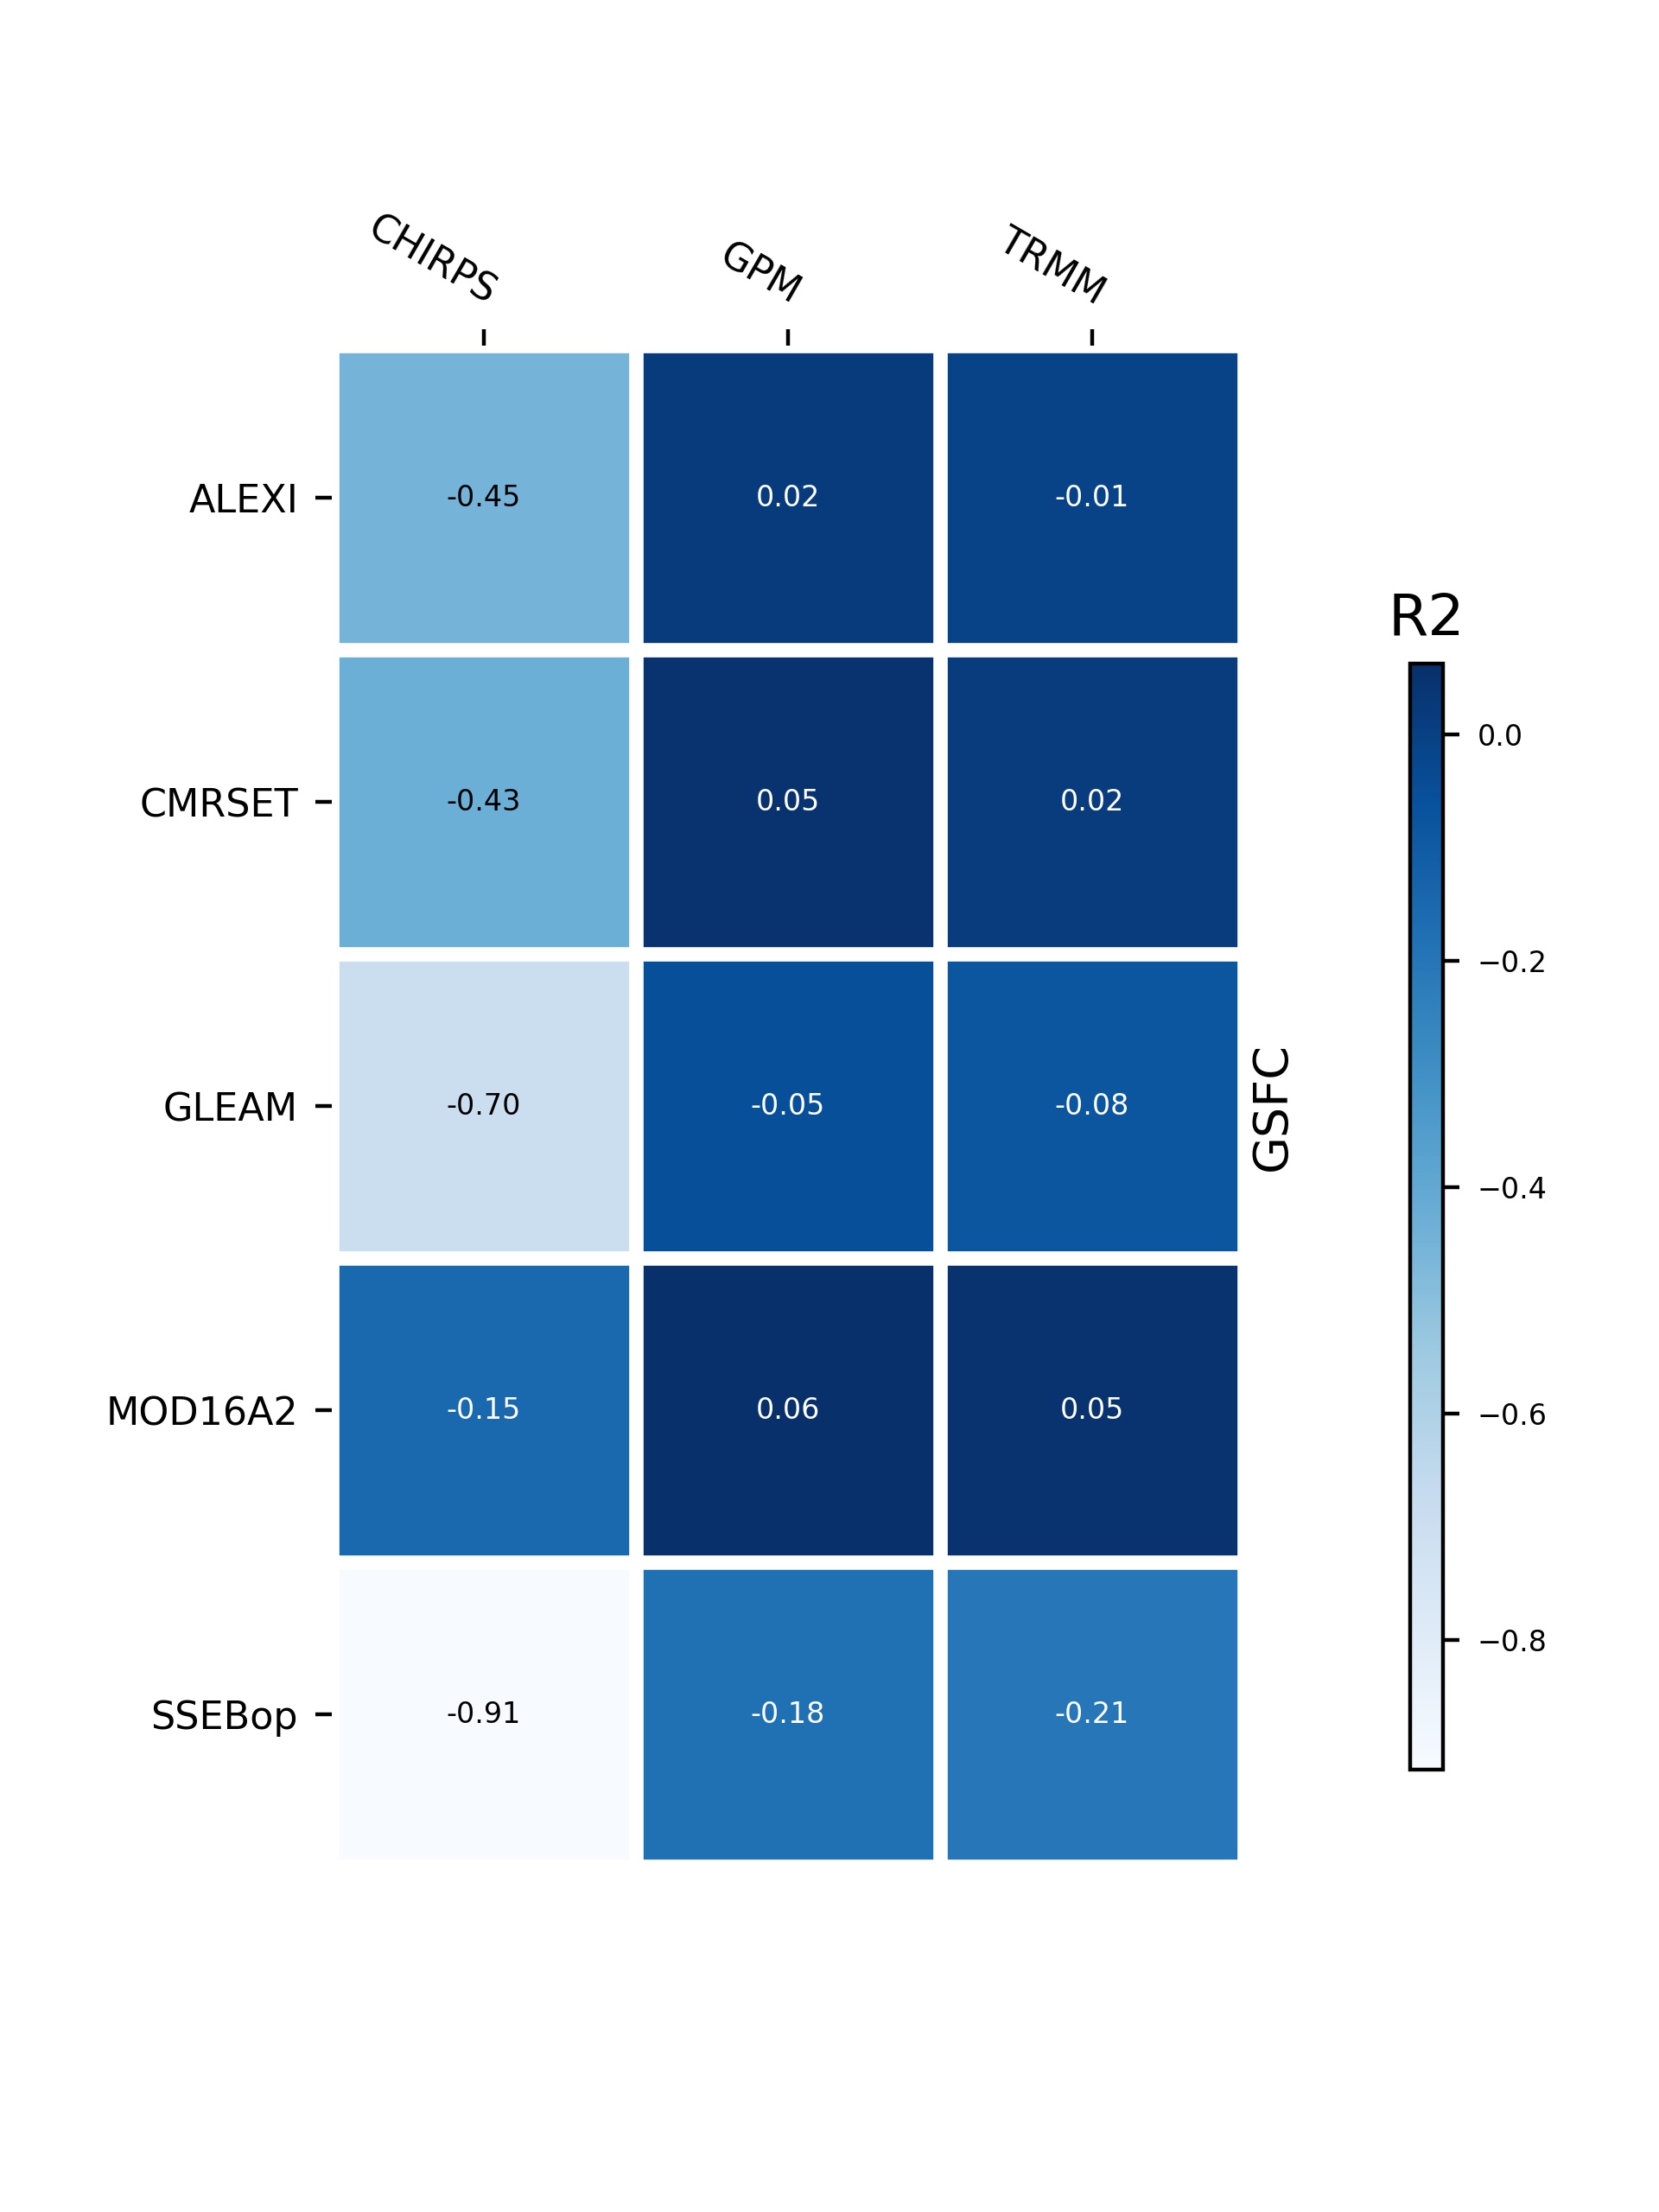 CHIRPS GPM TRMM
ALEXI -0.45 0.02 -0.01
CMRSET -0.43 0.05 0.02
GLEAM -0.70 -0.05 -0.08
MOD16A2 -0.15 0.06 0.05
SSEBop -0.91 -0.18 -0.21
GSFC
R2
0.0
−0.2
−0.4
−0.6
−0.8